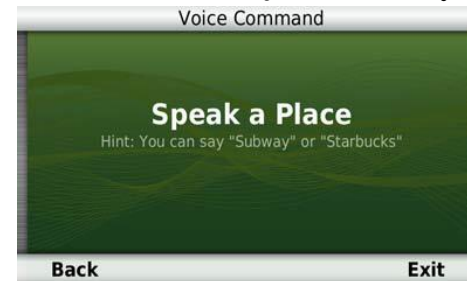 Voice Command
Speak a Place
Hint: You can say "Subway" or "Starbucks"
Back
Exit